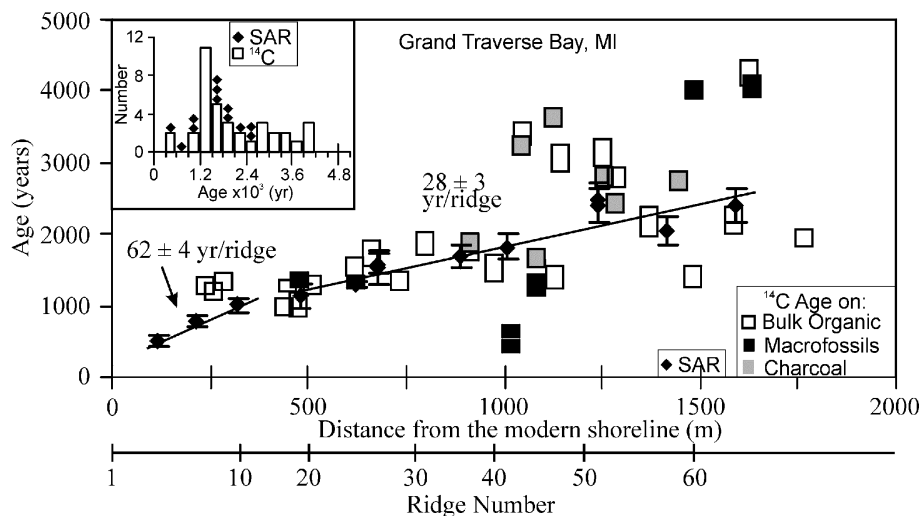 5000
4000
3000
2000
1000
0
Age (years)
12
8
4
0
Number
SAR
14C
0 1.2 2.4 3.6 4.8
Age x10³ (yr)
Grand Traverse Bay, MI
28 ± 3
yr/ridge
62 ± 4 yr/ridge
14C Age on:
Bulk Organic
Macrofossils
Charcoal
SAR
0 500 1000 1500 2000
Distance from the modern shoreline (m)
1 10 20 30 40 50 60
Ridge Number